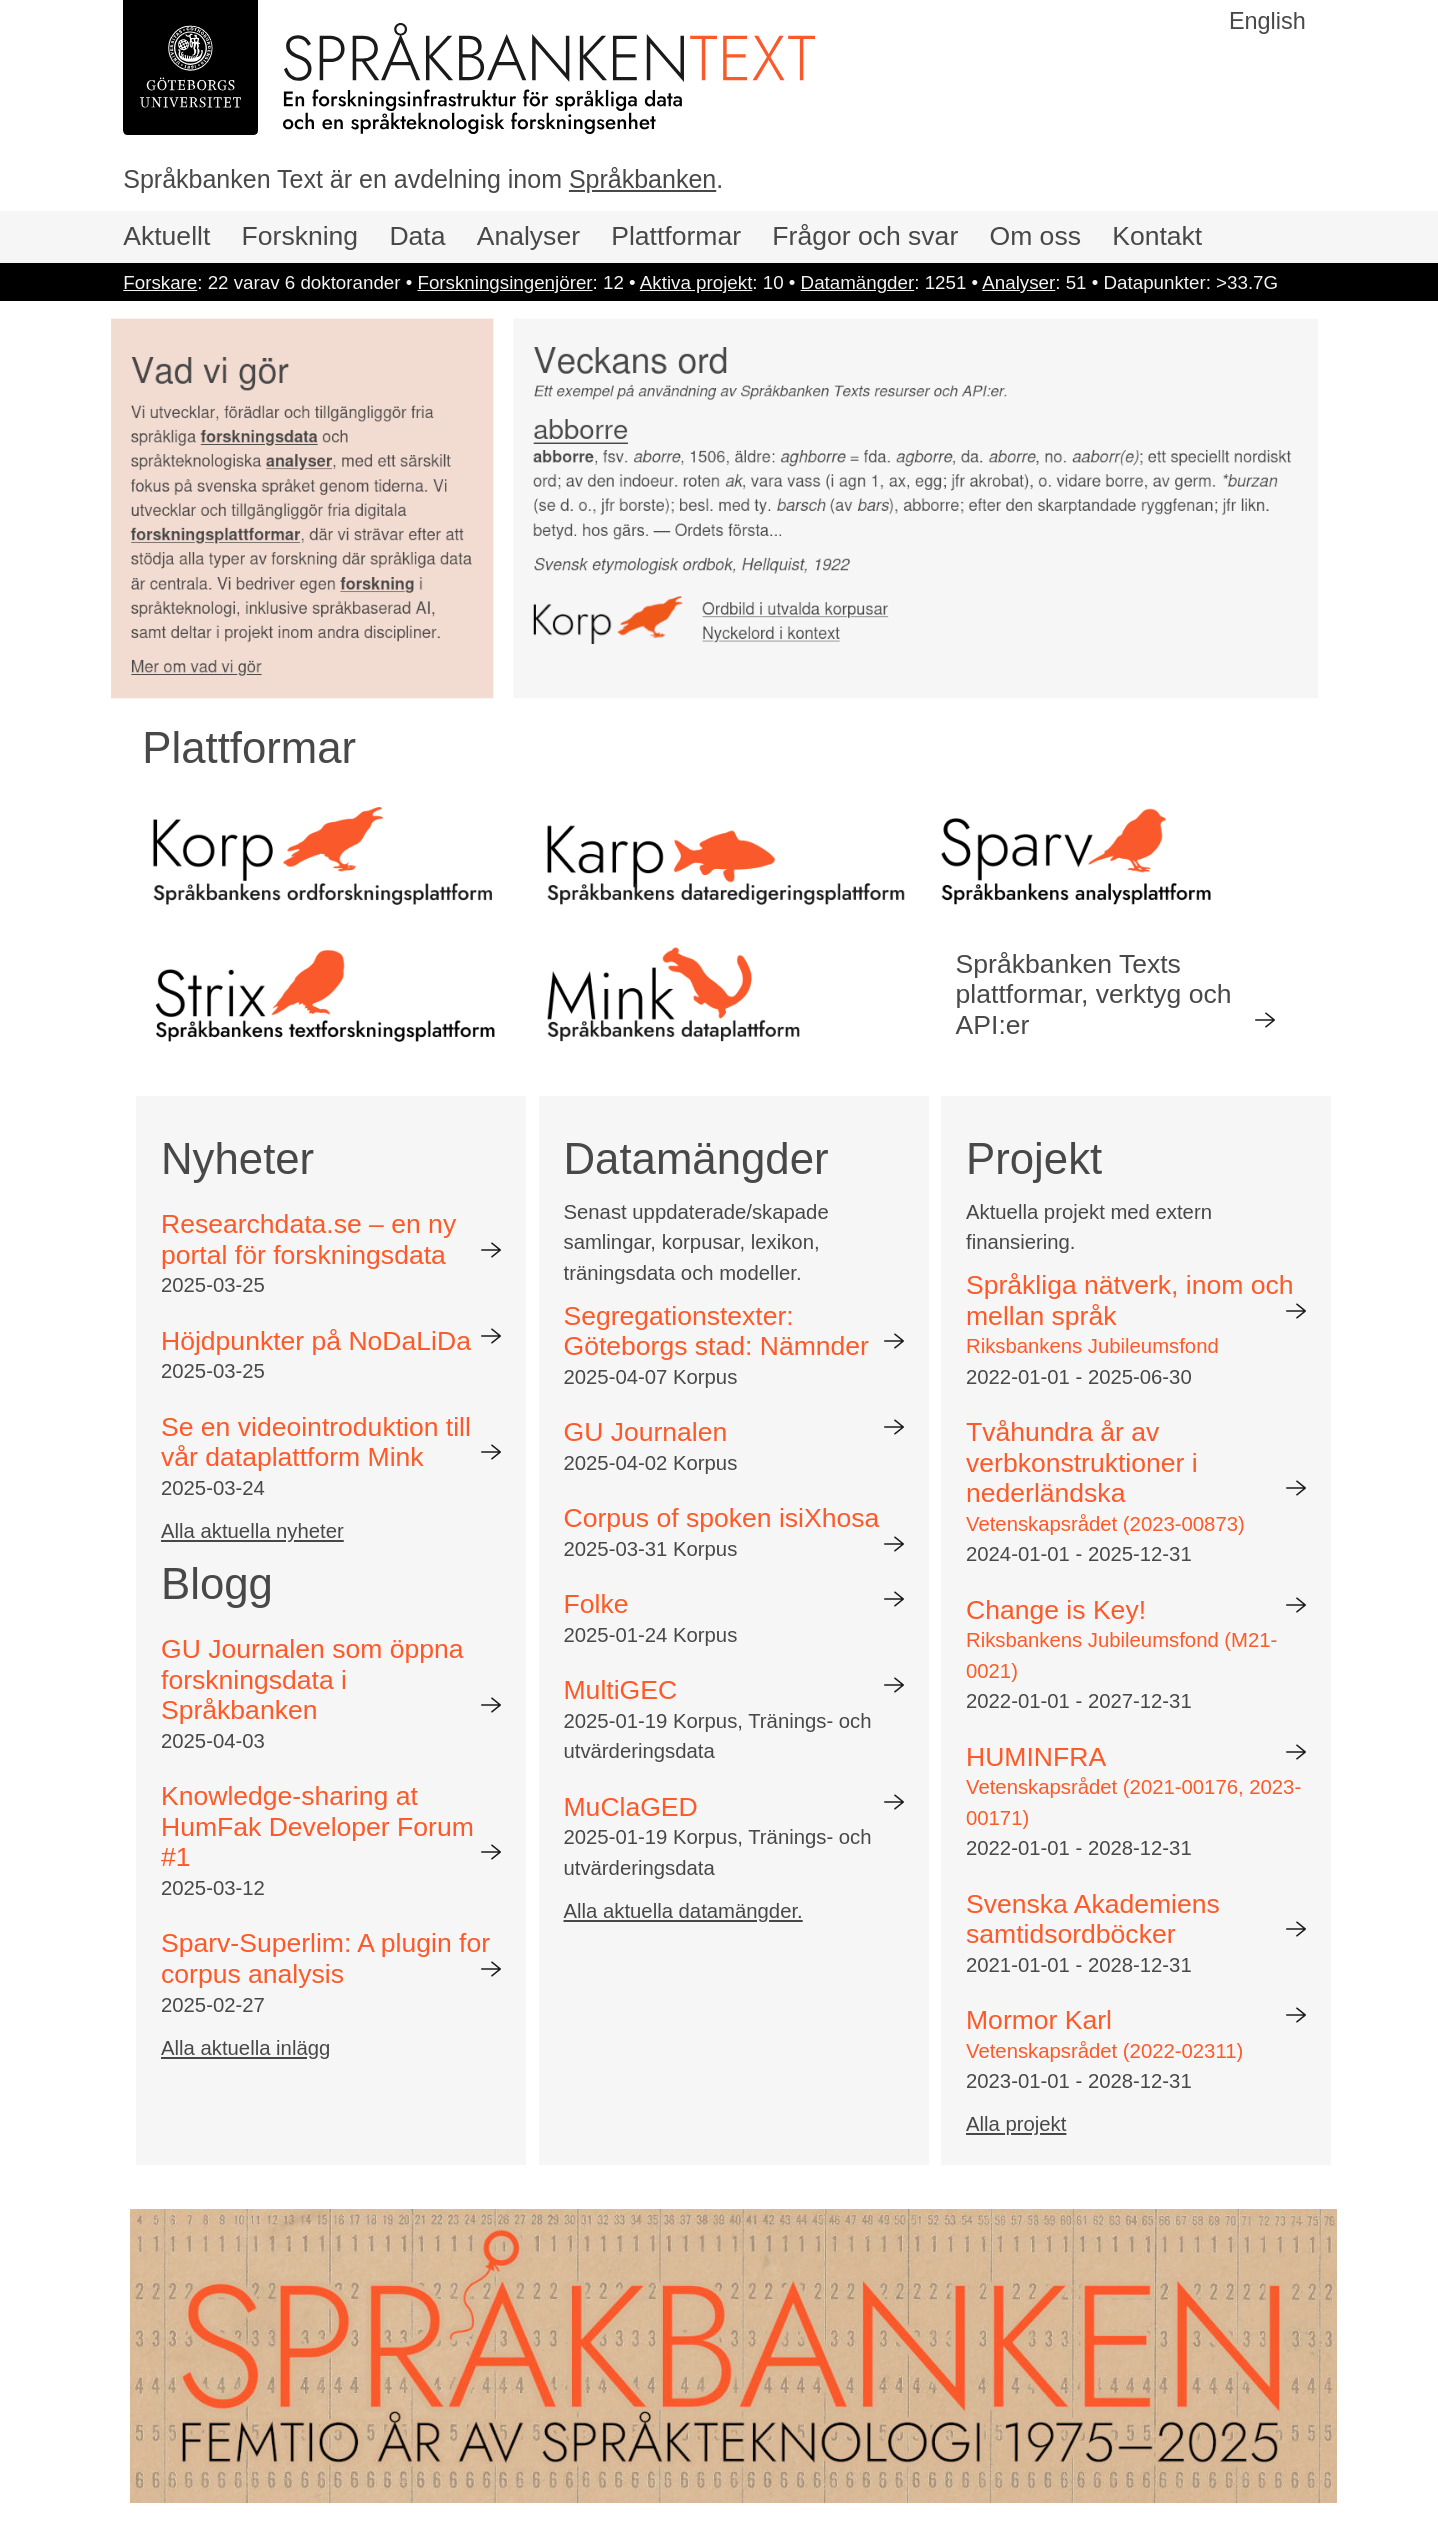 English
GÖTEBORGS
UNIVERSITET
SPRÅKBANKENTEXT
En forskningsinfrastruktur för språkliga data
och en språkteknologisk forskningsenhet
Språkbanken Text är en avdelning inom Språkbanken.
Aktuellt Forskning Data Analyser Plattformar Frågor och svar Om oss Kontakt
Forskare: 22 varav 6 doktorander • Forskningsingenjörer: 12 • Aktiva projekt: 10 • Datamängder: 1251 • Analyser: 51 • Datapunkter: >33.7G
Vad vi gör
Vi utvecklar, förädlar och tillgängliggör fria
språkliga forskningsdata och
språkteknologiska analyser, med ett särskilt
fokus på svenska språket genom tiderna. Vi
utvecklar och tillgängliggör fria digitala
forskningsplattformar, där vi strävar efter att
stödja alla typer av forskning där språkliga data
är centrala. Vi bedriver egen forskning i
språkteknologi, inklusive språkbaserad AI,
samt deltar i projekt inom andra discipliner.
Mer om vad vi gör
Veckans ord
Ett exempel på användning av Språkbanken Texts resurser och API:er.
abborre
abborre, fsv. aborre, 1506, äldre: aghborre = fda. agborre, da. aborre, no. aaborr(e); ett speciellt nordiskt
ord; av den indoeur. roten ak, vara vass (i agn 1, ax, egg; jfr akrobat), o. vidare borre, av germ. *burzan
(se d. o., jfr borste); besl. med ty. barsch (av bars), abborre; efter den skarptandade ryggfenan; jfr likn.
betyd. hos gärs. — Ordets första...
Svensk etymologisk ordbok, Hellquist, 1922
Korp
Ordbild i utvalda korpusar
Nyckelord i kontext
Plattformar
Korp
Språkbankens ordforskningsplattform
Karp
Språkbankens dataredigeringsplattform
Sparv
Språkbankens analysplattform
Strix
Språkbankens textforskningsplattform
Mink
Språkbankens dataplattform
Språkbanken Texts
plattformar, verktyg och
API:er
Nyheter
Researchdata.se – en ny
portal för forskningsdata
2025-03-25
Höjdpunkter på NoDaLiDa
2025-03-25
Se en videointroduktion till
vår dataplattform Mink
2025-03-24
Alla aktuella nyheter
Blogg
GU Journalen som öppna
forskningsdata i
Språkbanken
2025-04-03
Knowledge-sharing at
HumFak Developer Forum
#1
2025-03-12
Sparv-Superlim: A plugin for
corpus analysis
2025-02-27
Alla aktuella inlägg
Datamängder
Senast uppdaterade/skapade
samlingar, korpusar, lexikon,
träningsdata och modeller.
Segregationstexter:
Göteborgs stad: Nämnder
2025-04-07 Korpus
GU Journalen
2025-04-02 Korpus
Corpus of spoken isiXhosa
2025-03-31 Korpus
Folke
2025-01-24 Korpus
MultiGEC
2025-01-19 Korpus, Tränings- och
utvärderingsdata
MuClaGED
2025-01-19 Korpus, Tränings- och
utvärderingsdata
Alla aktuella datamängder.
Projekt
Aktuella projekt med extern
finansiering.
Språkliga nätverk, inom och
mellan språk
Riksbankens Jubileumsfond
2022-01-01 - 2025-06-30
Tvåhundra år av
verbkonstruktioner i
nederländska
Vetenskapsrådet (2023-00873)
2024-01-01 - 2025-12-31
Change is Key!
Riksbankens Jubileumsfond (M21-
0021)
2022-01-01 - 2027-12-31
HUMINFRA
Vetenskapsrådet (2021-00176, 2023-
00171)
2022-01-01 - 2028-12-31
Svenska Akademiens
samtidsordböcker
2021-01-01 - 2028-12-31
Mormor Karl
Vetenskapsrådet (2022-02311)
2023-01-01 - 2028-12-31
Alla projekt
SPRÅKBANKEN
FEMTIO ÅR AV SPRÅKTEKNOLOGI 1975–2025